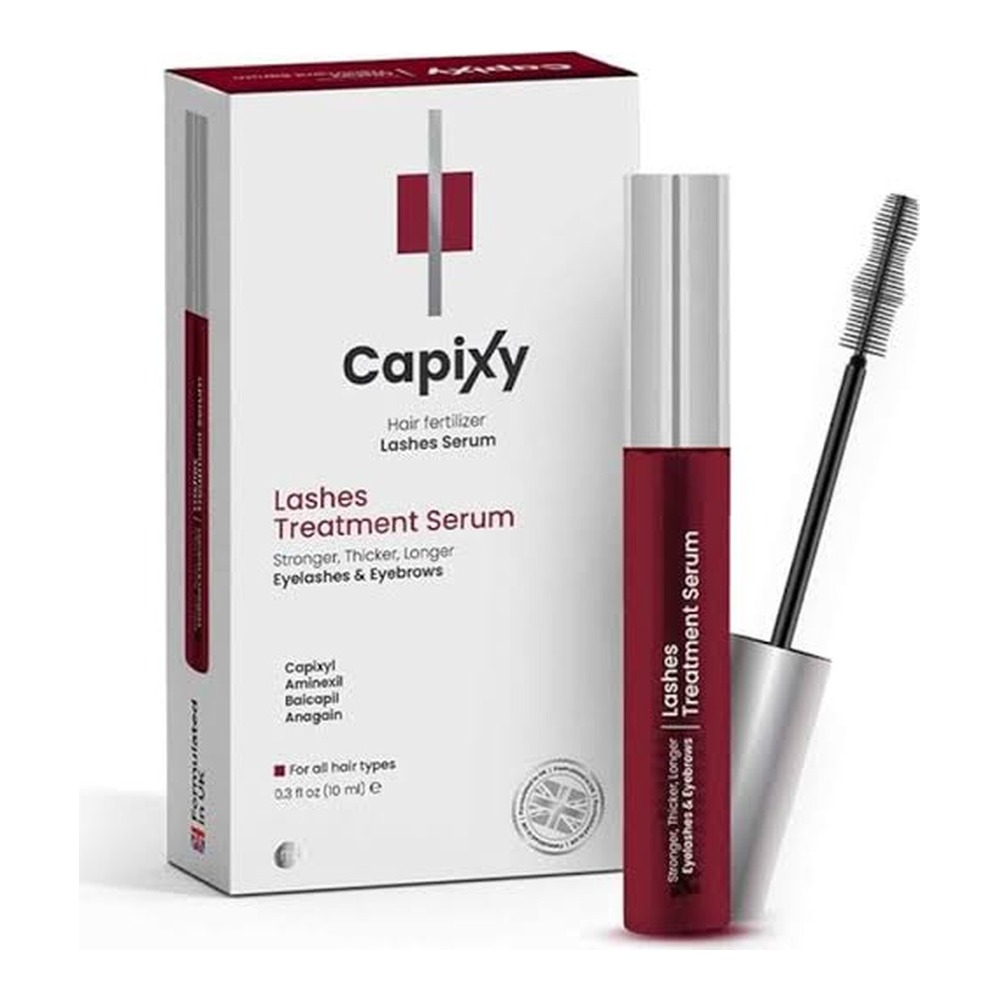 Capixy
Capixy
Hair fertilizer
Lashes Serum
Lashes
Treatment Serum
Stronger, Thicker, Longer
Eyelashes & Eyebrows
Capixyl
Aminexil
Baicapil
Anagain
For all hair types
0.3 fl oz (10 ml) ℮
Formulated
in UK
Lashes
Treatment Serum
Stronger, Thicker, Longer
Eyelashes & Eyebrows